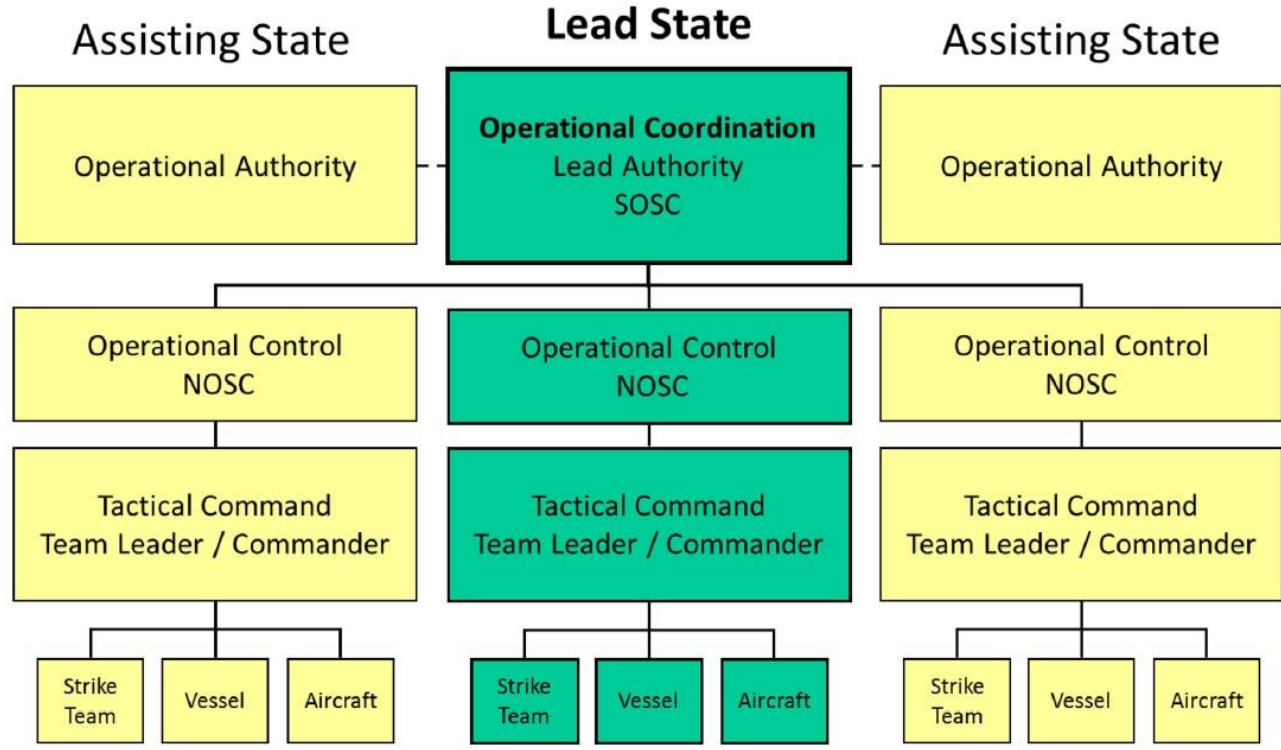 Assisting State
Lead State
Assisting State
Operational Authority
Operational Coordination
Lead Authority
SOSC
Operational Authority
Operational Control
NOSC
Operational Control
NOSC
Operational Control
NOSC
Tactical Command
Team Leader / Commander
Tactical Command
Team Leader / Commander
Tactical Command
Team Leader / Commander
Strike
Team
Vessel
Aircraft
Strike
Team
Vessel
Aircraft
Strike
Team
Vessel
Aircraft